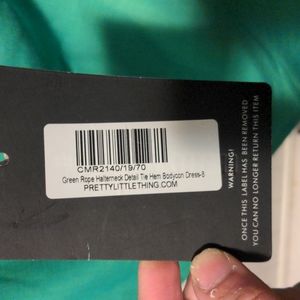 CMR2140/19/70
Green Rope Halterneck Detail Tie Hem Bodycon Dress-8
PRETTYLITTLETHING.COM
WARNING!
ONCE THIS LABEL HAS BEEN REMOVED
YOU CAN NO LONGER RETURN THIS ITEM